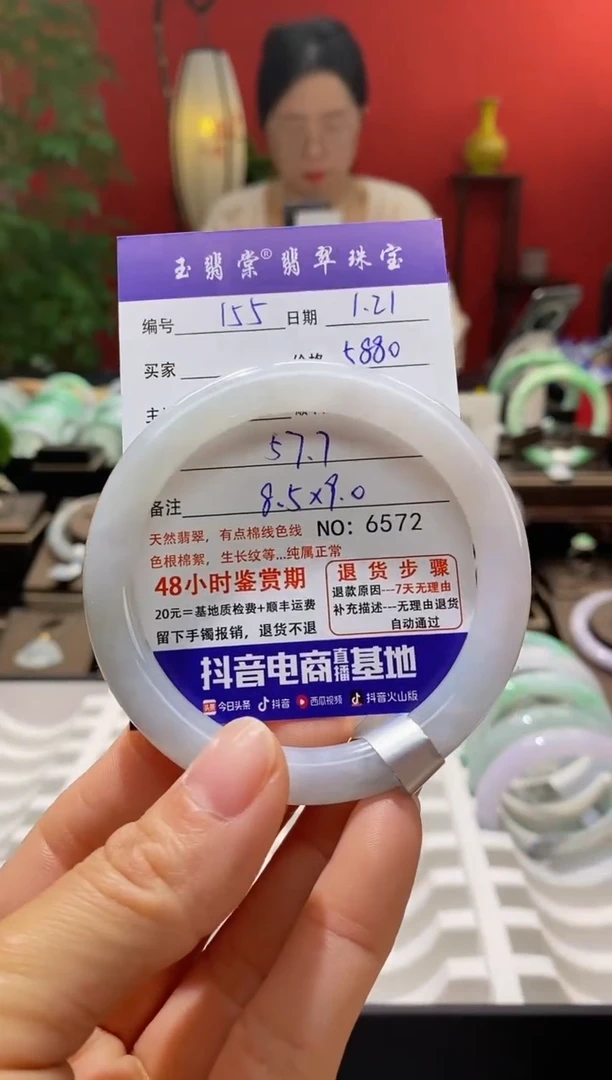 玉翡棠®翡翠珠宝
编号 155 日期 1.21
买家 价格 5880
57.7
备注 8.5×9.0
天然翡翠，有点棉线色线 NO：6572
色根棉絮，生长纹等...纯属正常
48小时鉴赏期
20元＝基地质检费+顺丰运费
留下手镯报销，退货不退
退货步骤
退款原因---7天无理由
补充描述---无理由退货
自动通过
抖音电商直播基地
今日头条 抖音 西瓜视频 抖音火山版